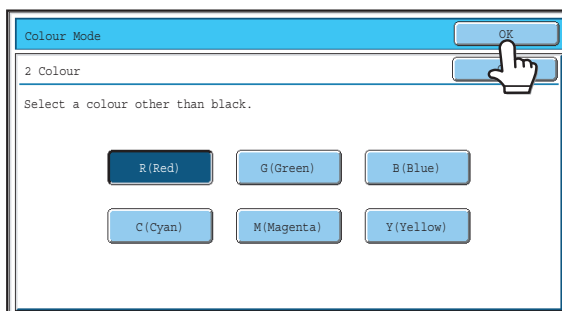 Colour Mode
OK
2 Colour
Select a colour other than black.
R(Red) G(Green) B(Blue)
C(Cyan) M(Magenta) Y(Yellow)